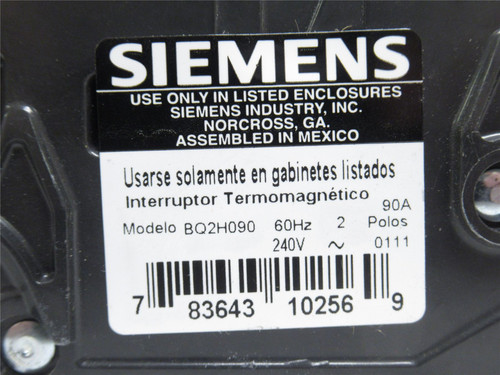 SIEMENS
USE ONLY IN LISTED ENCLOSURES
SIEMENS INDUSTRY, INC.
NORCROSS, GA.
ASSEMBLED IN MEXICO
Usarse solamente en gabinetes listados
Interruptor Termomagnético 90A
Modelo BQ2H090 60Hz 2 Polos
240V ~ 0111
7 83643 10256 9